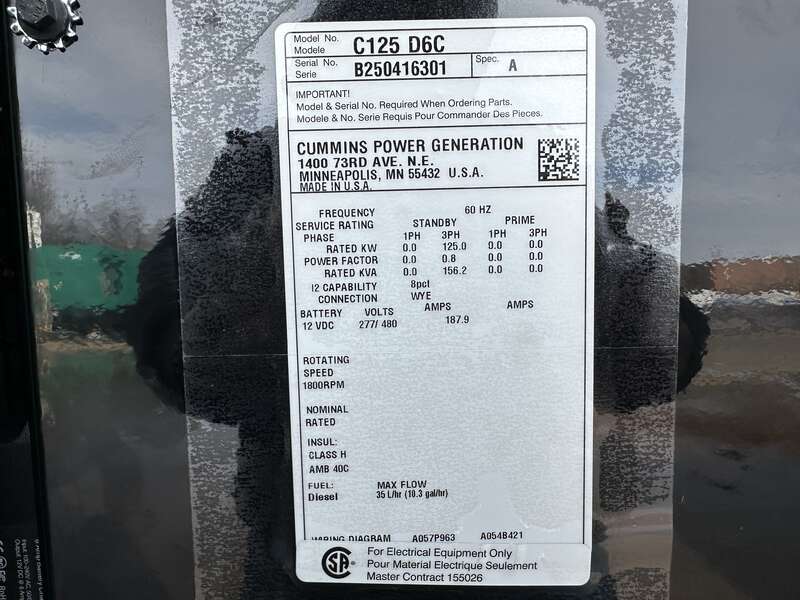 Model No. C125 D6C
Modele
Serial No. B250416301 Spec. A
Serie
IMPORTANT!
Model & Serial No. Required When Ordering Parts.
Modele & No. Serie Requis Pour Commander Des Pieces.
CUMMINS POWER GENERATION
1400 73RD AVE. N.E.
MINNEAPOLIS, MN 55432 U.S.A.
MADE IN U.S.A.
FREQUENCY 60 HZ
SERVICE RATING STANDBY PRIME
PHASE 1PH 3PH 1PH 3PH
RATED KW 0.0 125.0 0.0 0.0
POWER FACTOR 0.0 0.8 0.0 0.0
RATED KVA 0.0 156.2 0.0 0.0
I2 CAPABILITY 8pct
CONNECTION WYE
BATTERY VOLTS AMPS AMPS
12 VDC 277/ 480 187.9
ROTATING
SPEED
1800RPM
NOMINAL
RATED
INSUL:
CLASS H
AMB 40C
FUEL: MAX FLOW
Diesel 35 L/hr (10.3 gal/hr)
WIRING DIAGRAM A057P963 A054B421
For Electrical Equipment Only
Pour Material Electrique Seulement
Master Contract 155026